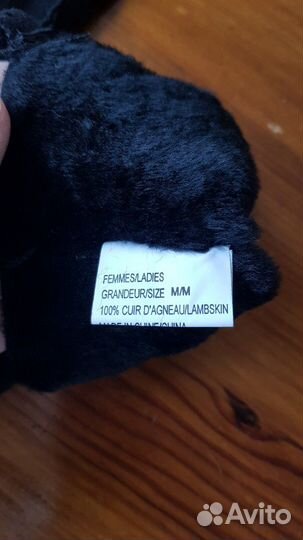 FEMMES/LADIES
GRANDEUR/SIZE M/M
100% CUIR D'AGNEAU/LAMBSKIN
MADE IN CHINE/CHINA
Avito